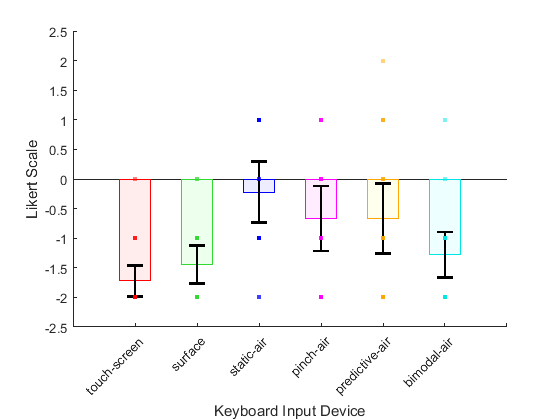 2.5
2
1.5
1
0.5
0
-0.5
-1
-1.5
-2
-2.5
Likert Scale
touch-screen
surface
static-air
pinch-air
predictive-air
bimodal-air
Keyboard Input Device